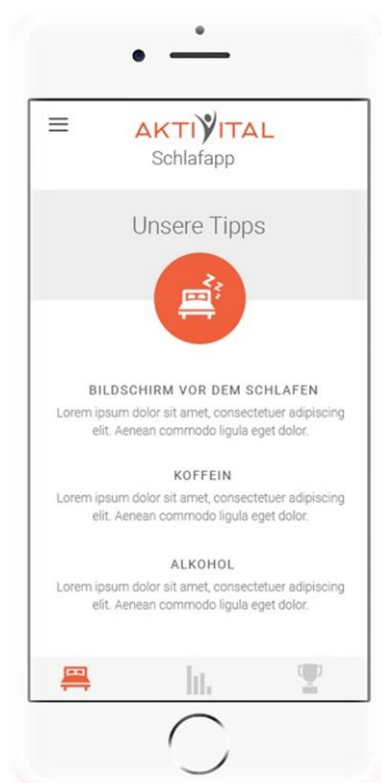 AKTIVITAL
Schlafapp
Unsere Tipps
z z z
BILDSCHIRM VOR DEM SCHLAFEN
Lorem ipsum dolor sit amet, consectetuer adipiscing
elit. Aenean commodo ligula eget dolor.
KOFFEIN
Lorem ipsum dolor sit amet, consectetuer adipiscing
elit. Aenean commodo ligula eget dolor.
ALKOHOL
Lorem ipsum dolor sit amet, consectetuer adipiscing
elit. Aenean commodo ligula eget dolor.